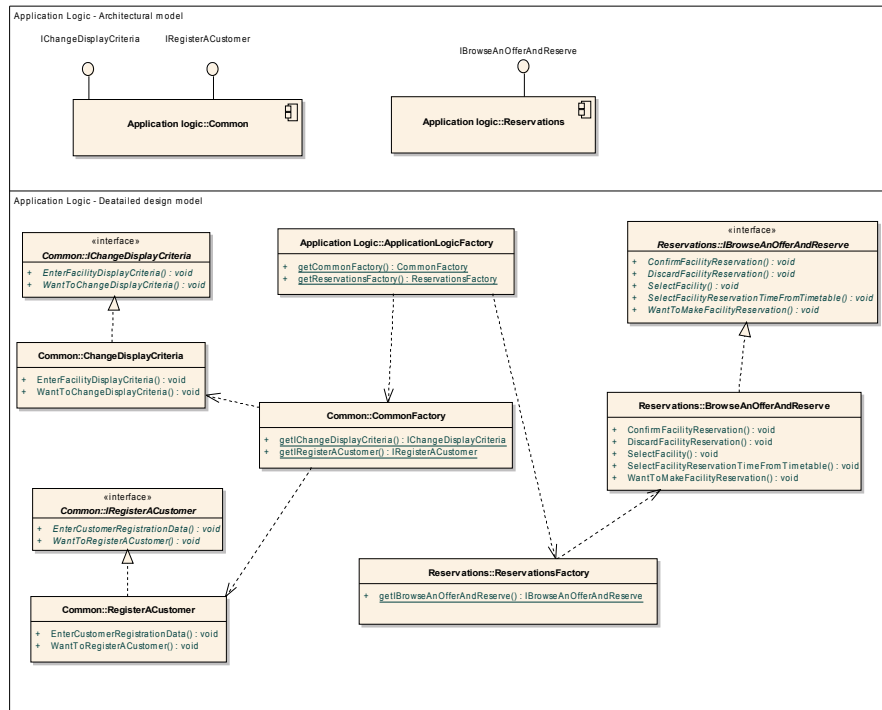 Application Logic - Architectural model
IChangeDisplayCriteria
IRegisterACustomer
IBrowseAnOfferAndReserve
Application logic::Common
Application logic::Reservations
Application Logic - Deatailed design model
«interface»
Common::IChangeDisplayCriteria
+ EnterFacilityDisplayCriteria() : void
+ WantToChangeDisplayCriteria() : void
Application Logic::ApplicationLogicFactory
+ getCommonFactory() : CommonFactory
+ getReservationsFactory() : ReservationsFactory
«interface»
Reservations::IBrowseAnOfferAndReserve
+ ConfirmFacilityReservation() : void
+ DiscardFacilityReservation() : void
+ SelectFacility() : void
+ SelectFacilityReservationTimeFromTimetable() : void
+ WantToMakeFacilityReservation() : void
Common::ChangeDisplayCriteria
+ EnterFacilityDisplayCriteria() : void
+ WantToChangeDisplayCriteria() : void
Common::CommonFactory
+ getIChangeDisplayCriteria() : IChangeDisplayCriteria
+ getIRegisterACustomer() : IRegisterACustomer
Reservations::BrowseAnOfferAndReserve
+ ConfirmFacilityReservation() : void
+ DiscardFacilityReservation() : void
+ SelectFacility() : void
+ SelectFacilityReservationTimeFromTimetable() : void
+ WantToMakeFacilityReservation() : void
«interface»
Common::IRegisterACustomer
+ EnterCustomerRegistrationData() : void
+ WantToRegisterACustomer() : void
Reservations::ReservationsFactory
+ getIBrowseAnOfferAndReserve() : IBrowseAnOfferAndReserve
Common::RegisterACustomer
+ EnterCustomerRegistrationData() : void
+ WantToRegisterACustomer() : void